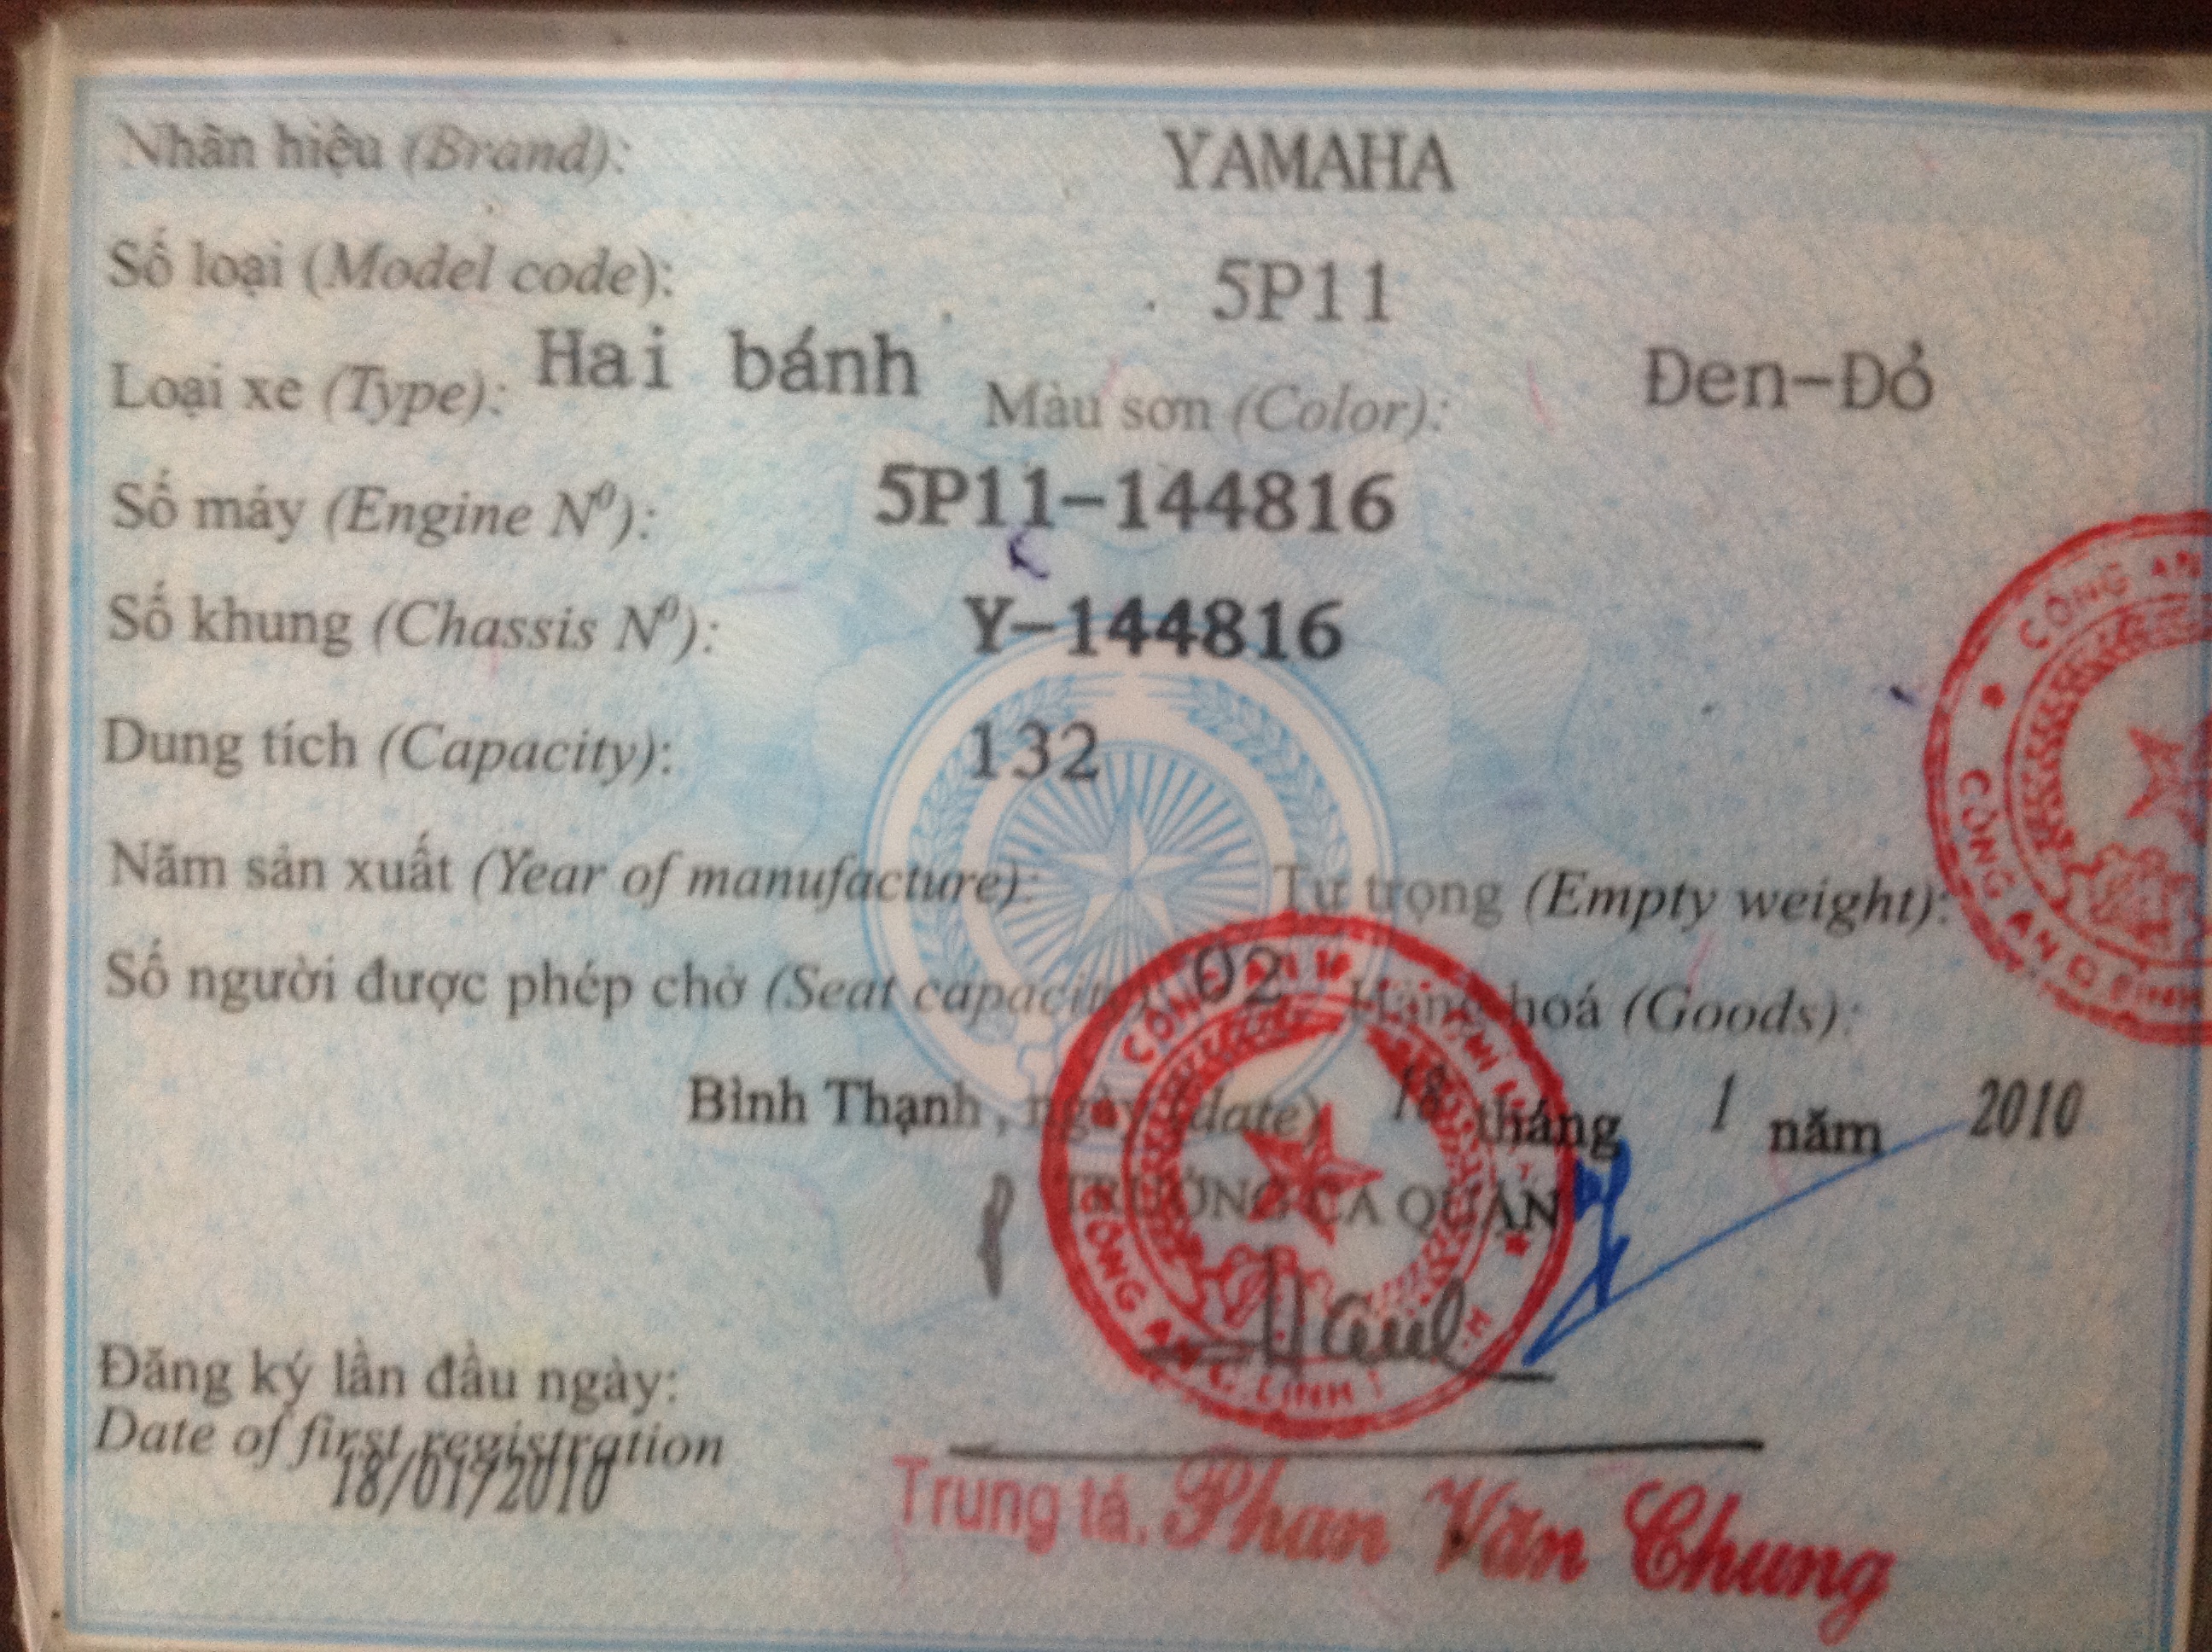 Nhãn hiệu (Brand): YAMAHA
Số loại (Model code): 5P11
Loại xe (Type): Hai bánh Màu sơn (Color): Đen-Đỏ
Số máy (Engine Nº): 5P11-144816
Số khung (Chassis Nº): Y-144816
Dung tích (Capacity): 132
Năm sản xuất (Year of manufacture): Tự trọng (Empty weight):
Số người được phép chở (Seat capacity): 02 Hàng hoá (Goods):
Bình Thạnh, ngày (date) 18 tháng 1 năm 2010
TRƯỞNG CA QUẬN
CÔNG AN
CÔNG AN Q BÌNH
Đăng ký lần đầu ngày:
Date of first registration
18/01/2010
Trung tá, Phan Văn Chung